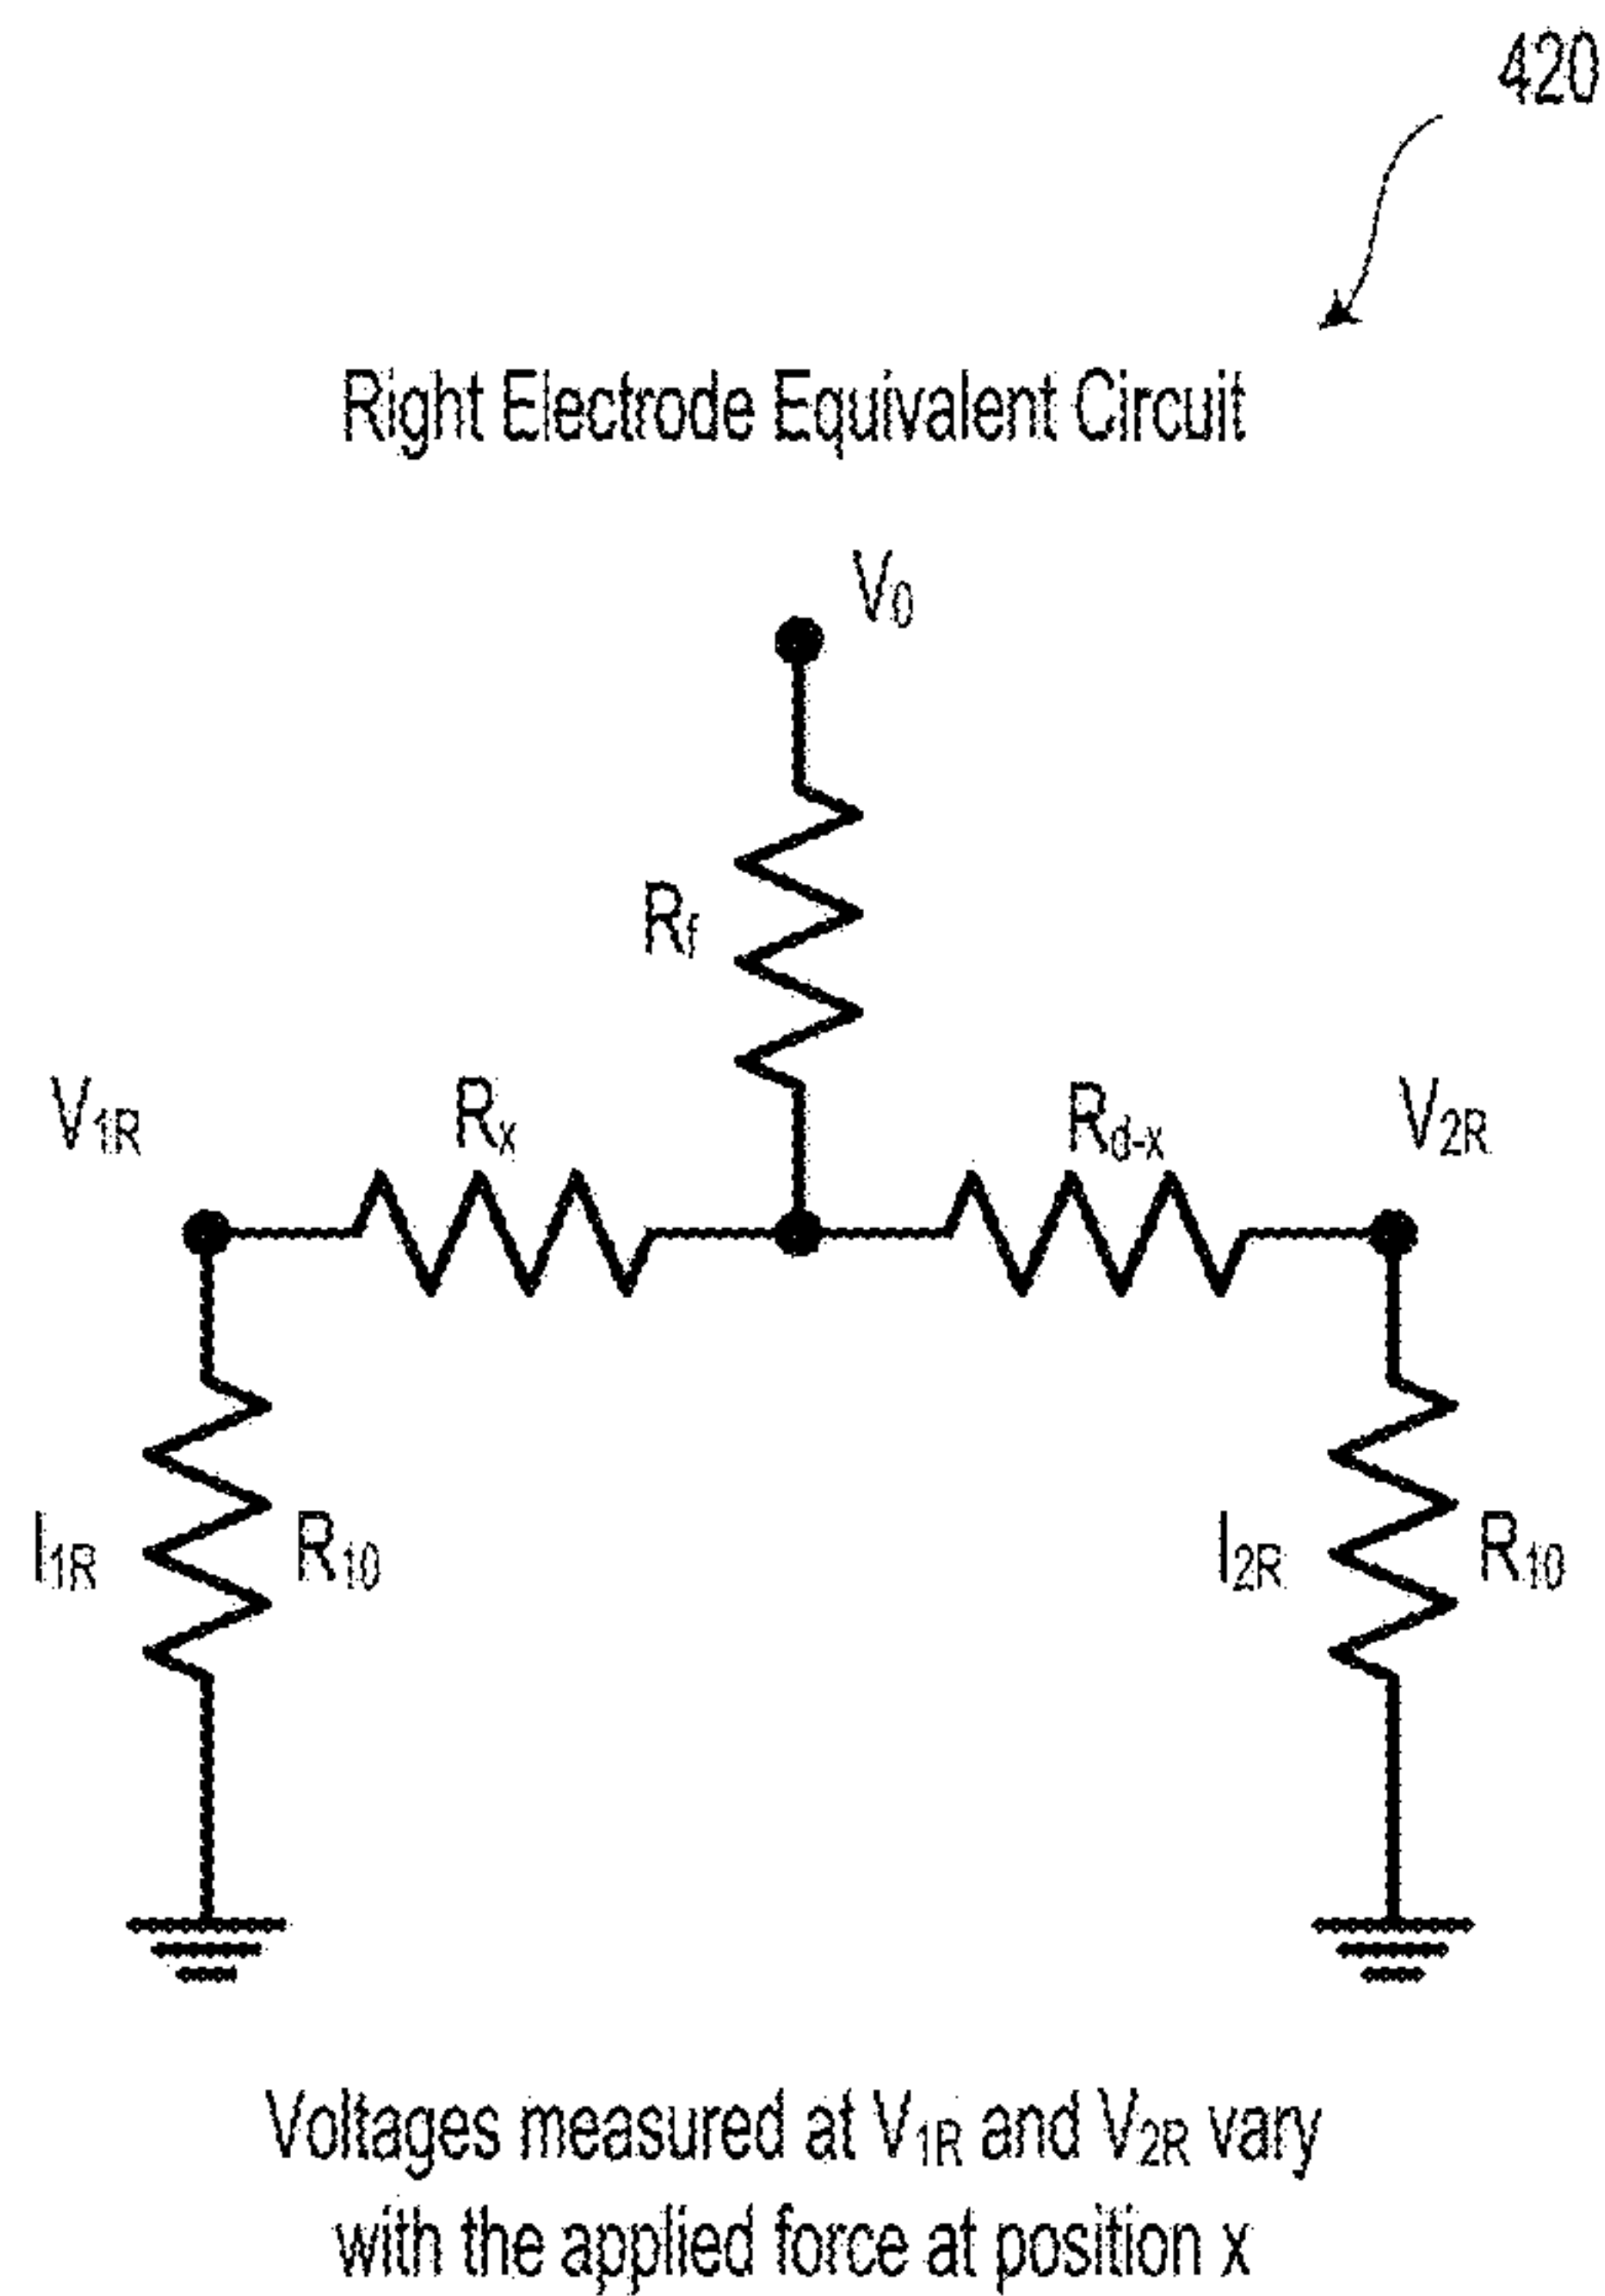 420
Right Electrode Equivalent Circuit
V0
Rf
V1R
Rx
Rd-x
V2R
I1R
R10
I2R
R10
Voltages measured at V1R and V2R vary
with the applied force at position x